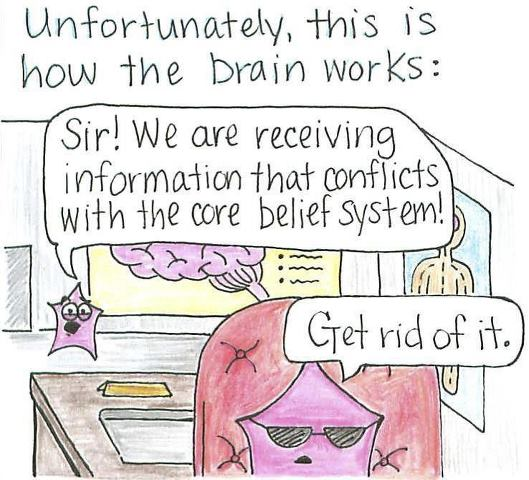 Unfortunately, this is
how the brain works:
Sir! We are receiving
information that conflicts
with the core belief system!
Get rid of it.